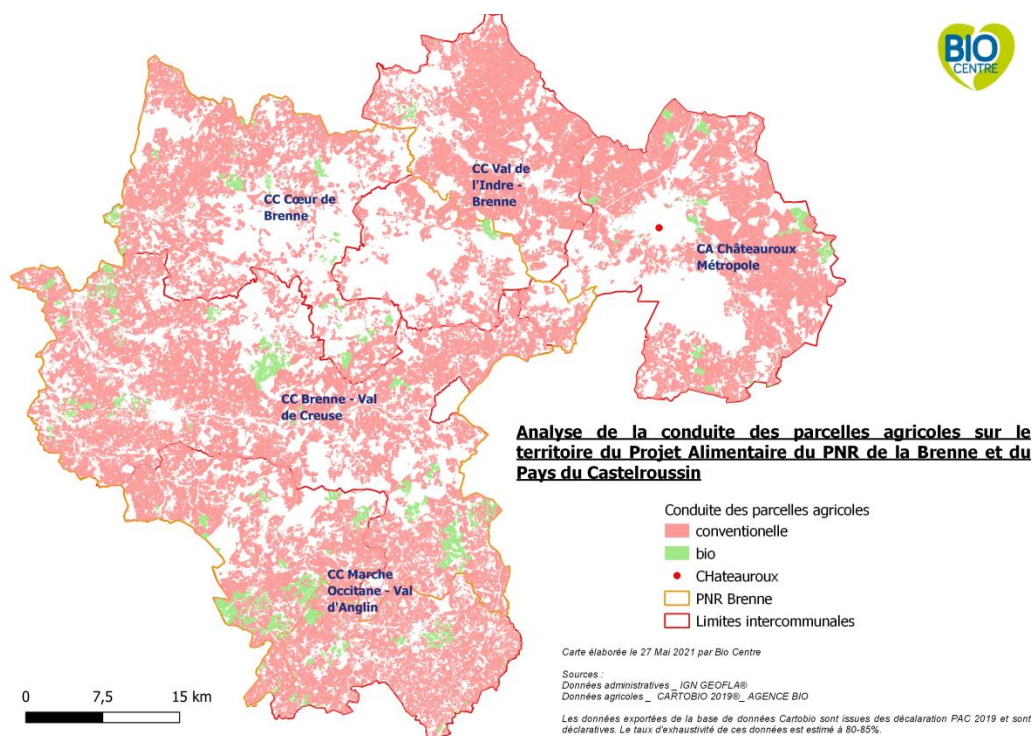 BIO
CENTRE
CC Val de
l'Indre -
Brenne
CC Cœur de
Brenne
CA Châteauroux
Métropole
CC Brenne - Val
de Creuse
CC Marche
Occitane - Val
d'Anglin
Analyse de la conduite des parcelles agricoles sur le
territoire du Projet Alimentaire du PNR de la Brenne et du
Pays du Castelroussin
Conduite des parcelles agricoles
conventionelle
bio
CHateauroux
PNR Brenne
Limites intercommunales
Carte élaborée le 27 Mai 2021 par Bio Centre
Sources :
Données administratives _ IGN GEOFLA®
Données agricoles _ CARTOBIO 2019®_ AGENCE BIO
Les données exportées de la base de données Cartobio sont issues des décalaration PAC 2019 et sont
déclaratives. Le taux d'exhaustivité de ces données est estimé à 80-85%.
0 7,5 15 km